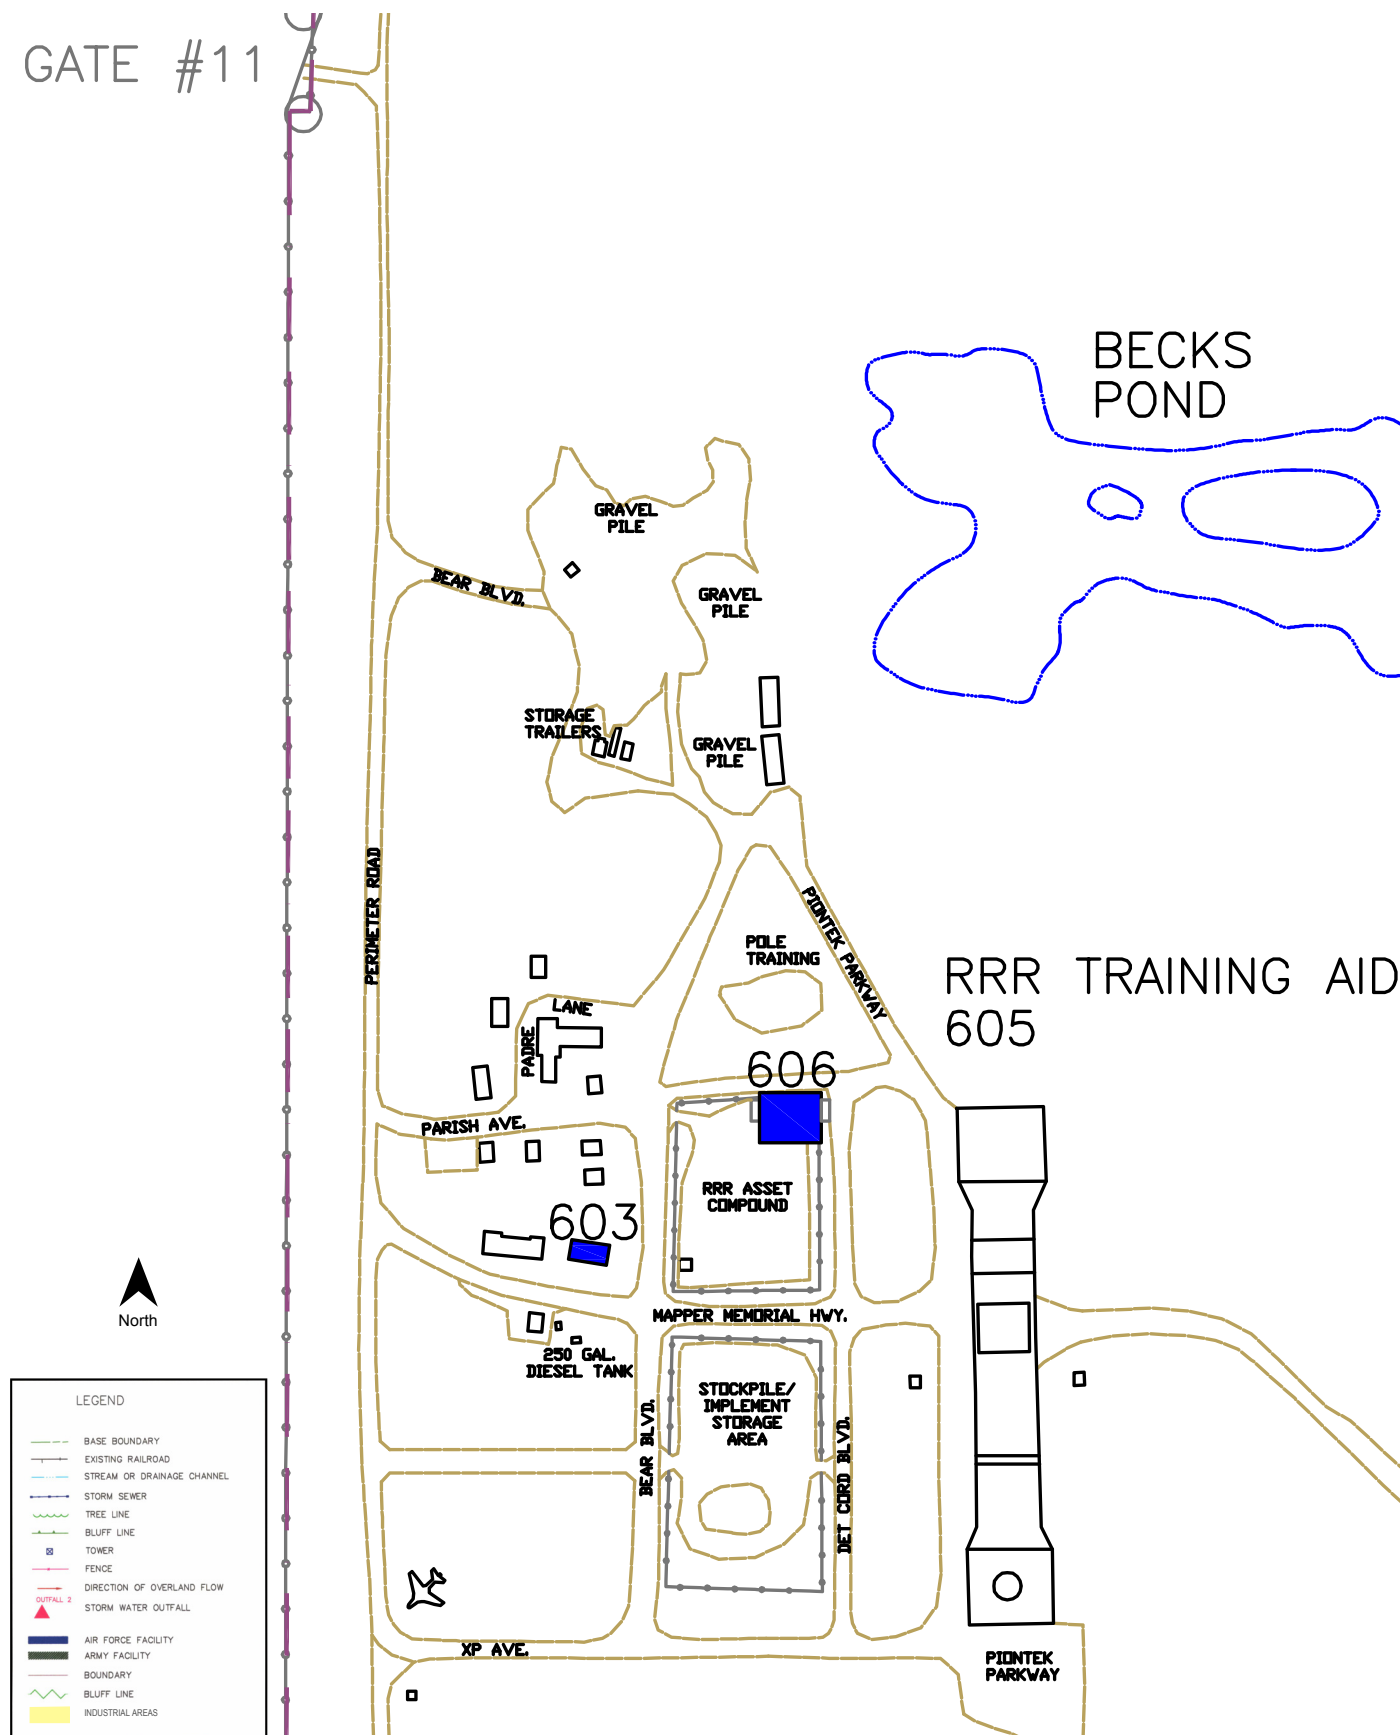 GATE #11
BECKS
POND
GRAVEL
PILE
BEAR BLVD.
GRAVEL
PILE
STORAGE
TRAILERS
GRAVEL
PILE
PERIMETER ROAD
PIONTEK PARKWAY
POLE
TRAINING
RRR TRAINING AID
605
LANE
PADRE
606
PARISH AVE.
RRR ASSET
COMPOUND
603
North
MAPPER MEMORIAL HWY.
250 GAL.
DIESEL TANK
STOCKPILE/
IMPLEMENT
STORAGE
AREA
BEAR BLVD.
DET CORD BLVD.
XP AVE.
PIONTEK
PARKWAY
LEGEND
BASE BOUNDARY
EXISTING RAILROAD
STREAM OR DRAINAGE CHANNEL
STORM SEWER
TREE LINE
BLUFF LINE
TOWER
FENCE
DIRECTION OF OVERLAND FLOW
OUTFALL 2
STORM WATER OUTFALL
AIR FORCE FACILITY
ARMY FACILITY
BOUNDARY
BLUFF LINE
INDUSTRIAL AREAS